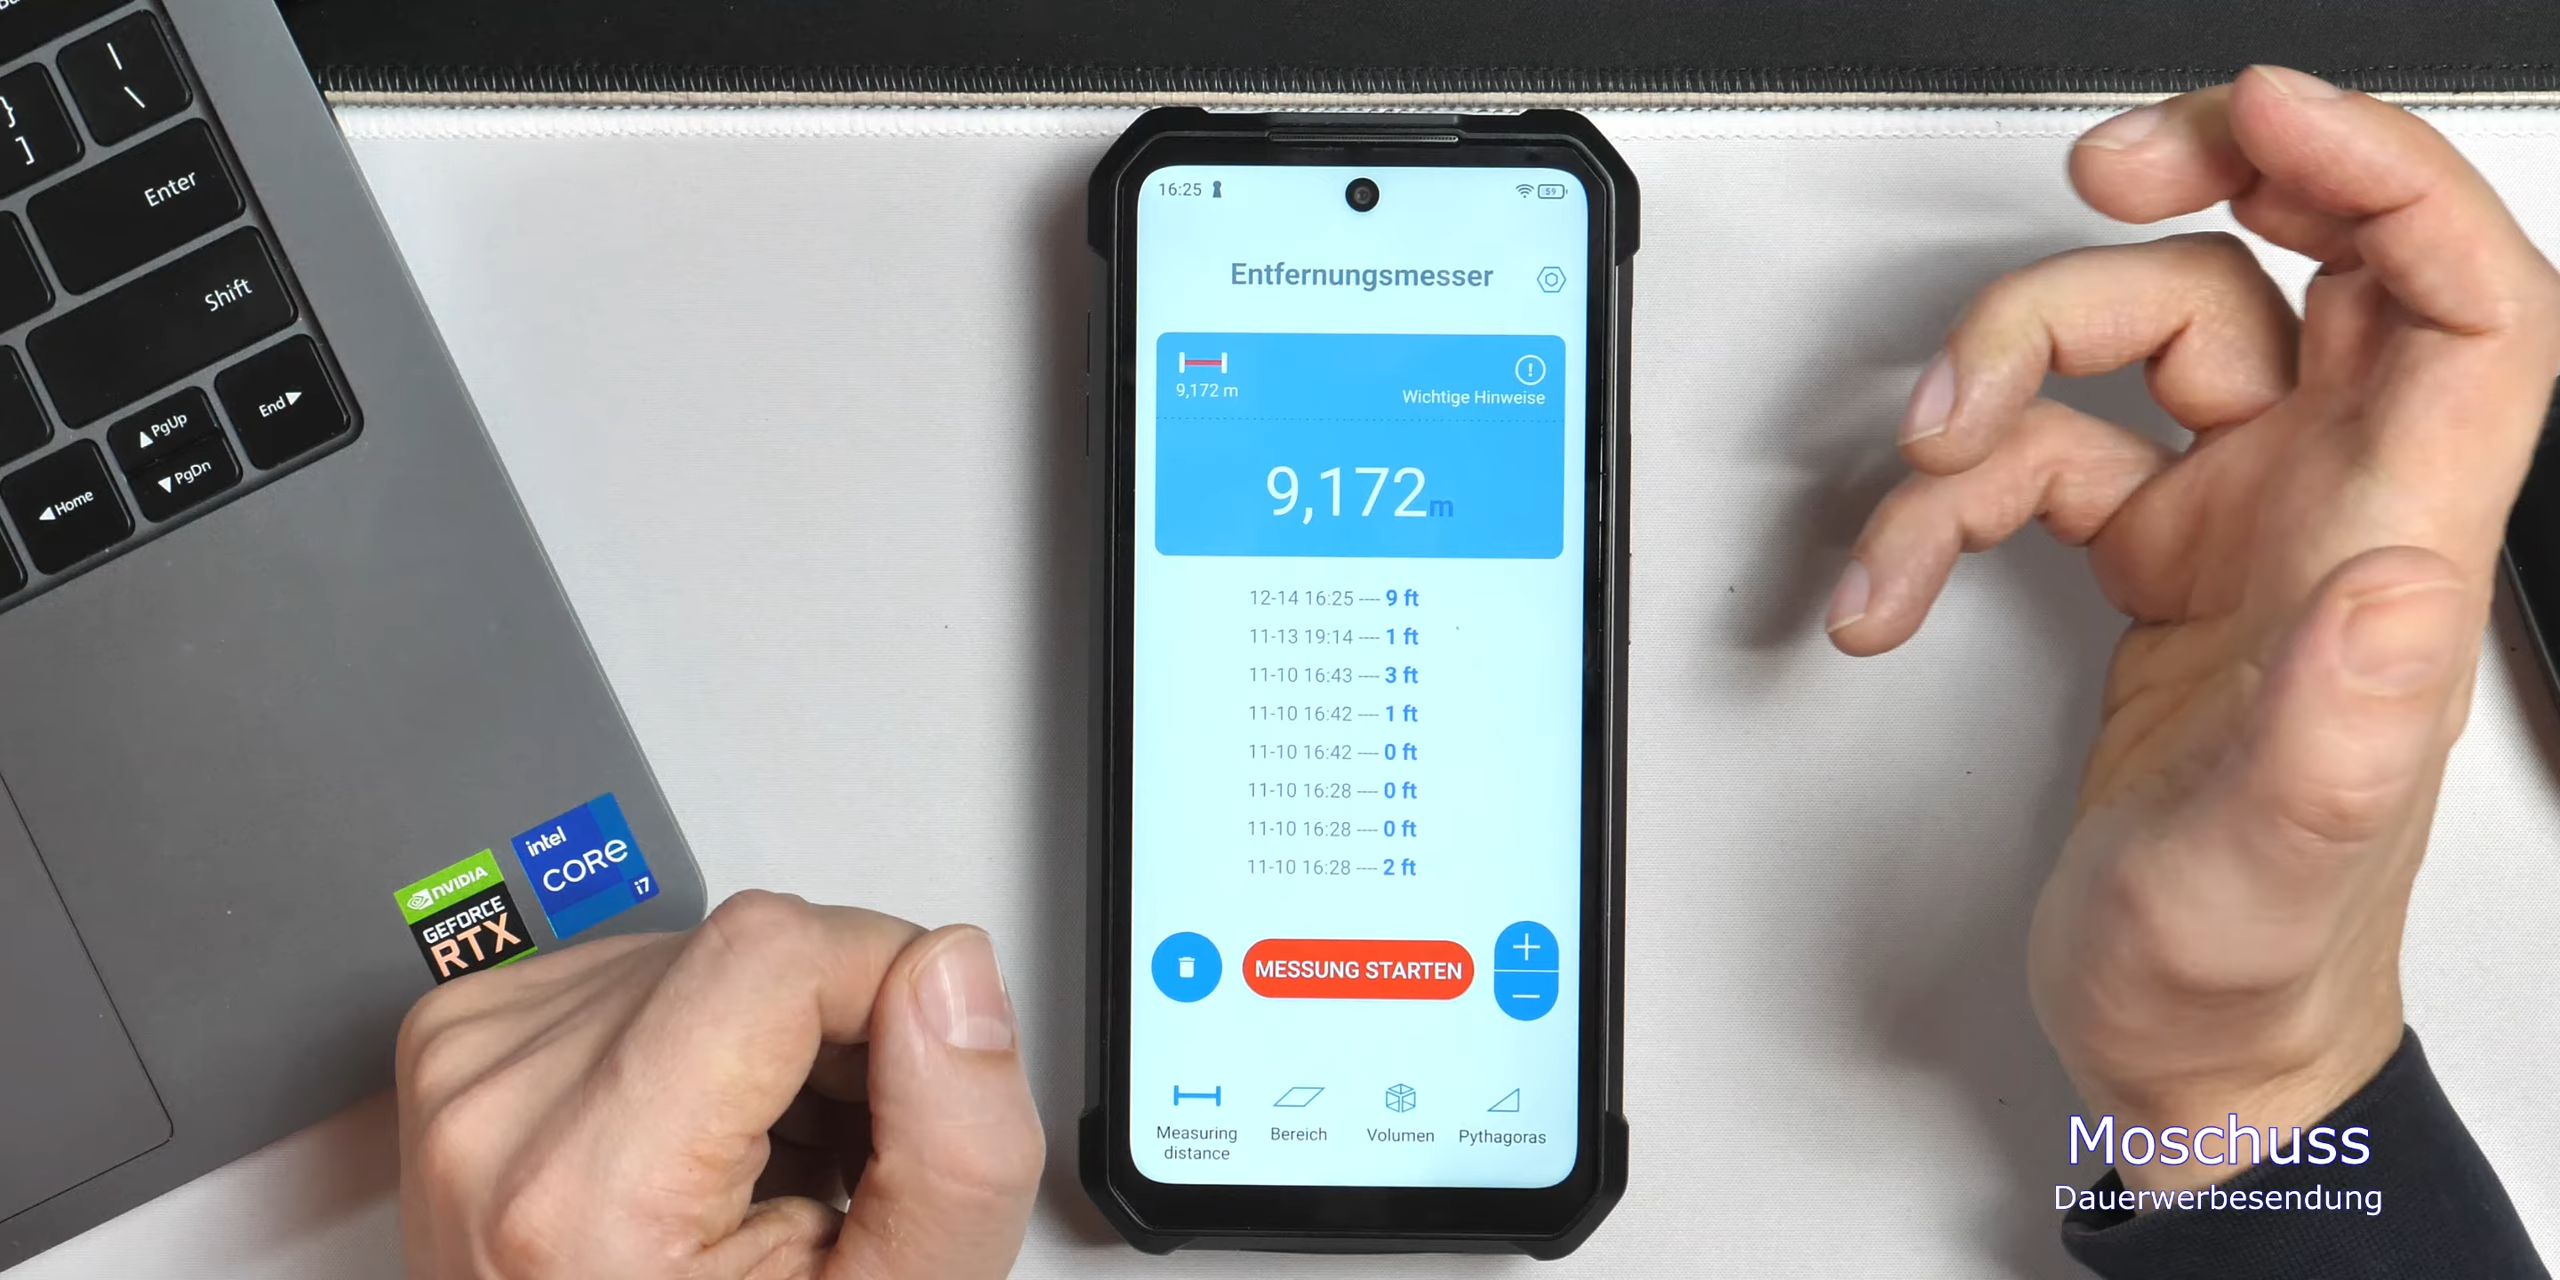 |
\
}
]
Enter
Shift
PgUp
End
Home
PgDn
NVIDIA
GEFORCE
RTX
intel
CORE
i7
16:25
59
Entfernungsmesser
9,172 m
Wichtige Hinweise
9,172m
12-14 16:25 ---- 9 ft
11-13 19:14 ---- 1 ft
11-10 16:43 ---- 3 ft
11-10 16:42 ---- 1 ft
11-10 16:42 ---- 0 ft
11-10 16:28 ---- 0 ft
11-10 16:28 ---- 0 ft
11-10 16:28 ---- 2 ft
MESSUNG STARTEN
Measuring
distance
Bereich
Volumen
Pythagoras
Moschuss
Dauerwerbesendung